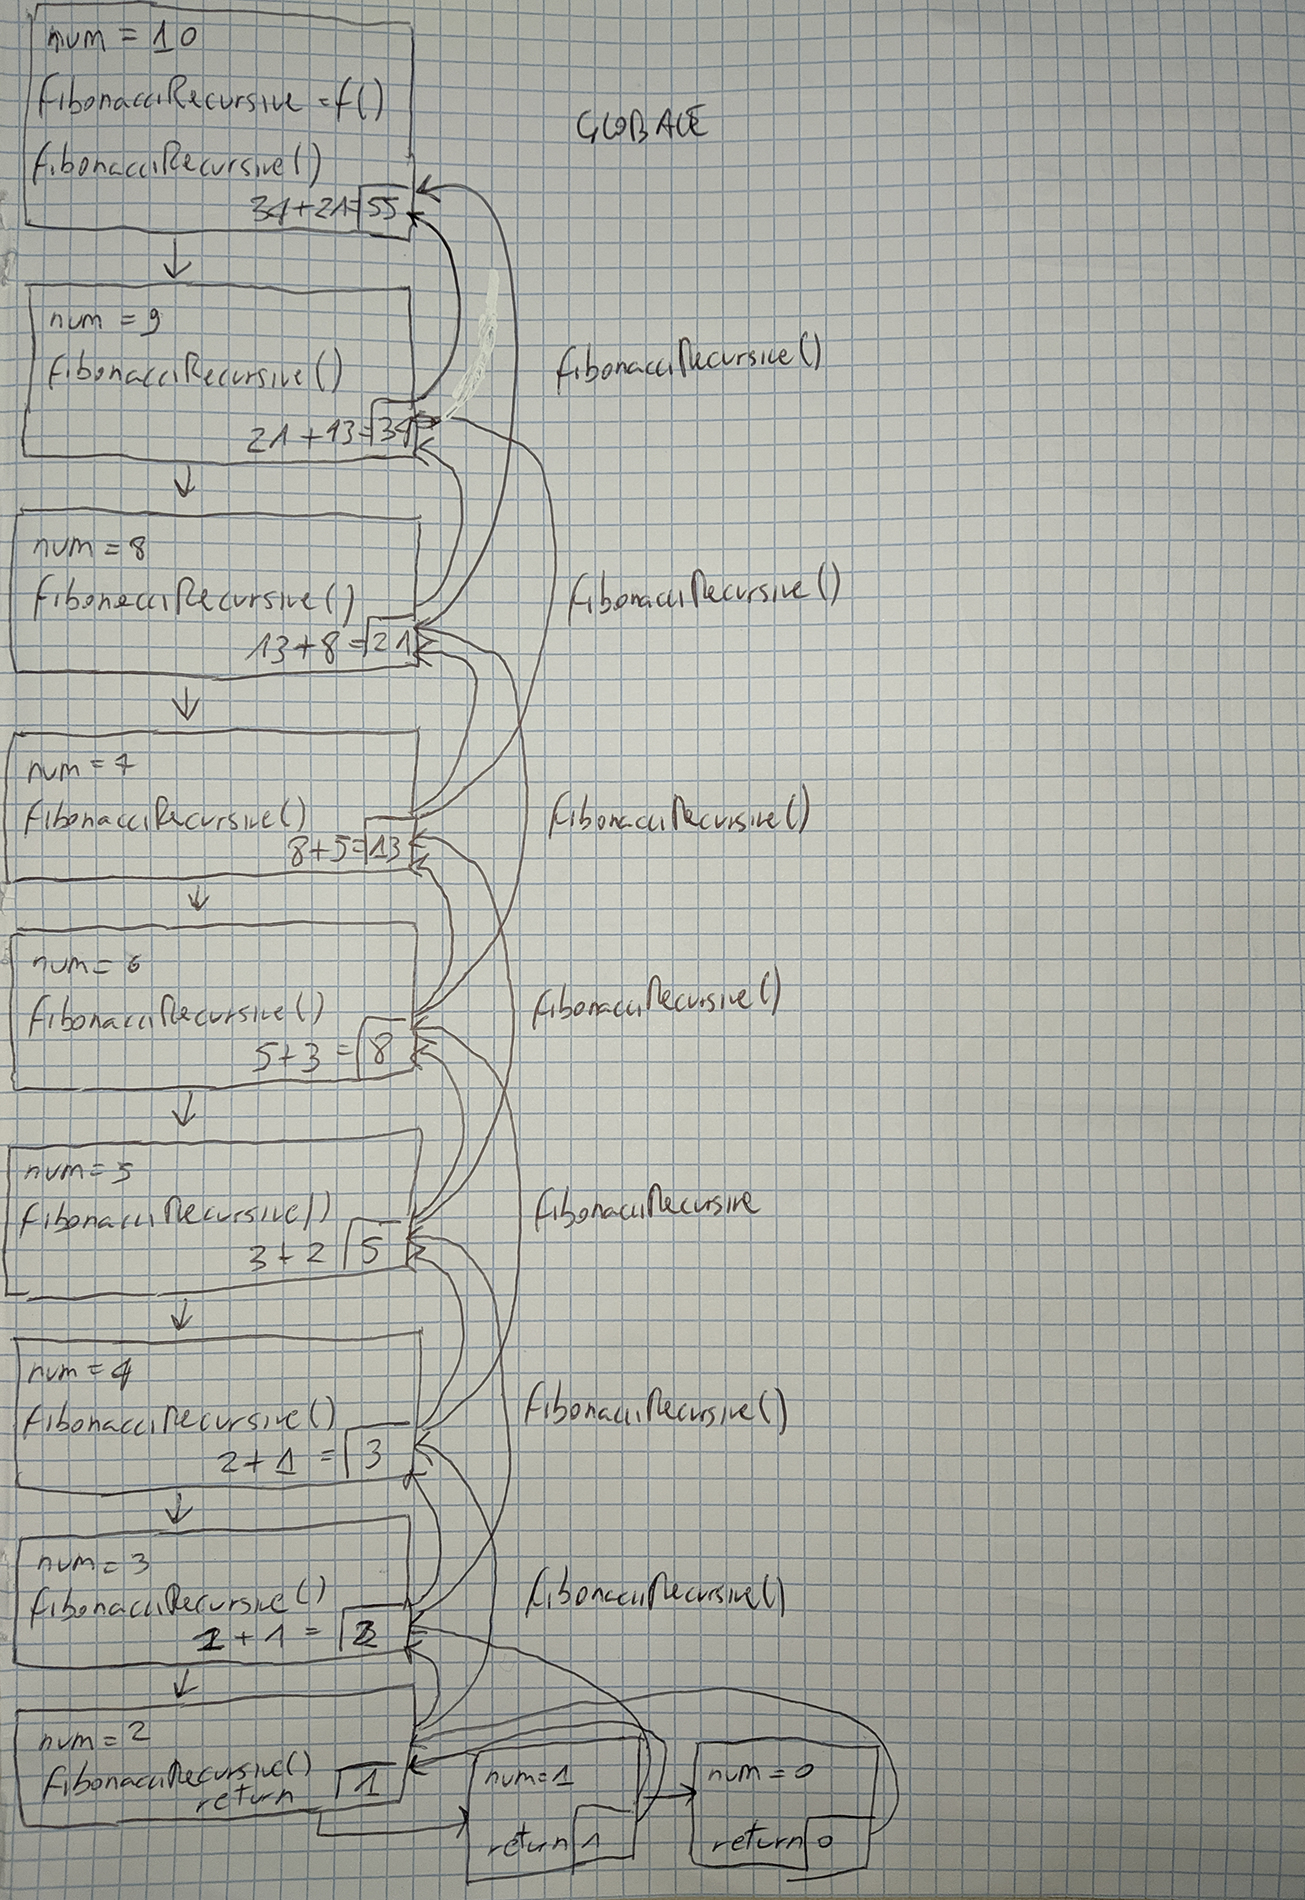 num = 10
fibonacciRecursive = f()
GLOBALE
fibonacciRecursive()
34+21=55
num = 9
fibonacciRecursive()
fibonacciRecursive()
21+13=34
num = 8
fibonacciRecursive()
fibonacciRecursive()
13+8=21
num = 7
fibonacciRecursive()
fibonacciRecursive()
8+5=13
num = 6
fibonacciRecursive()
fibonacciRecursive()
5+3=8
num = 5
fibonacciRecursive()
fibonacciRecursive
3+2 5
num = 4
fibonacciRecursive()
fibonacciRecursive()
2+1 = 3
num = 3
fibonacciRecursive()
fibonacciRecursive()
1+1 = 2
num = 2
fibonacciRecursive()
return 1
num=1
return 1
num = 0
return 0